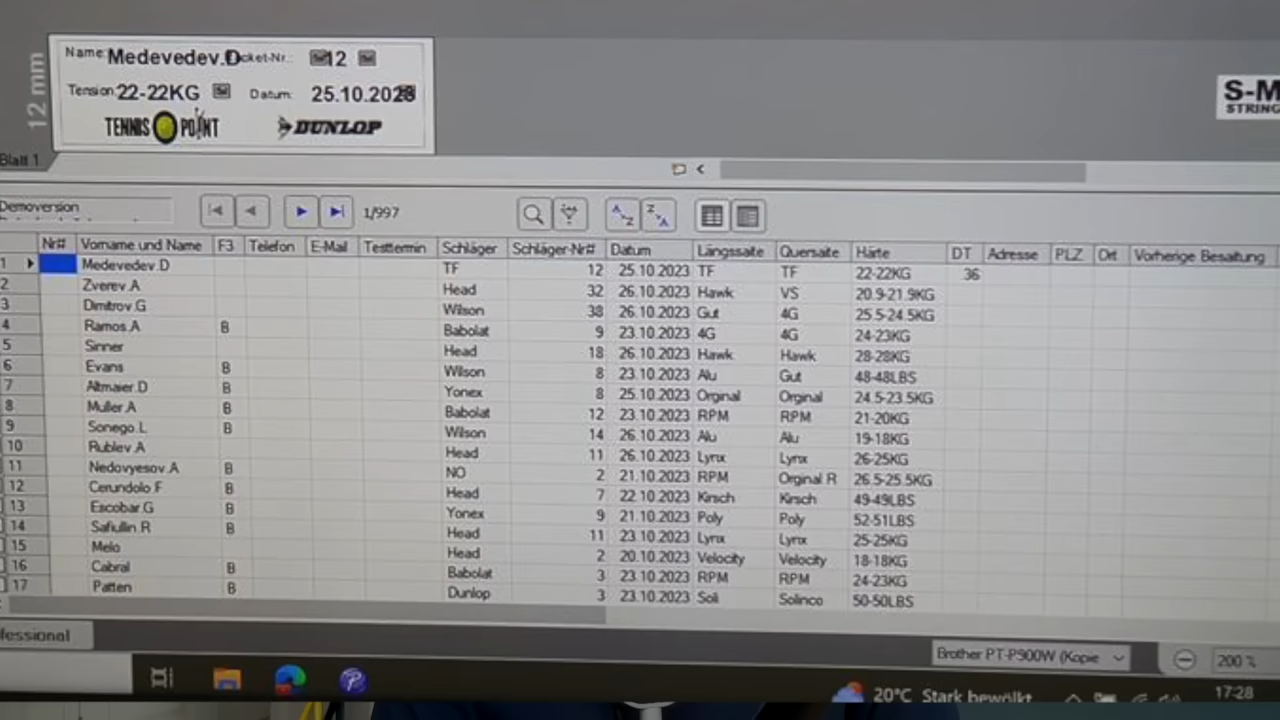 12 mm
Name: Medevedev.D cket-Nr.: 12
Tension: 22-22KG Datum: 25.10.2023
TENNIS POINT DUNLOP
S-M
STRING
Blatt 1
Demoversion
1/997
Nr# Vorname und Name F3 Telefon E-Mail Testtermin Schläger Schläger-Nr# Datum Längssaite Quersaite Härte DT Adresse PLZ Ort Vorherige Besaitung
1 Medevedev.D TF 12 25.10.2023 TF TF 22-22KG 36
2 Zverev.A Head 32 26.10.2023 Hawk VS 20.9-21.9KG
3 Dimitrov.G Wilson 38 26.10.2023 Gut 4G 25.5-24.5KG
4 Ramos.A B Babolat 9 23.10.2023 4G 4G 24-23KG
5 Sinner Head 18 26.10.2023 Hawk Hawk 28-28KG
6 Evans B Wilson 8 23.10.2023 Alu Gut 48-48LBS
7 Altmaier.D B Yonex 8 25.10.2023 Orginal Orginal 24.5-23.5KG
8 Muller.A B Babolat 12 23.10.2023 RPM RPM 21-20KG
9 Sonego.L B Wilson 14 26.10.2023 Alu Alu 19-18KG
10 Rublev.A Head 11 26.10.2023 Lynx Lynx 26-25KG
11 Nedovyesov.A B NO 2 21.10.2023 RPM Orginal R 26.5-25.5KG
12 Cerundolo.F B Head 7 22.10.2023 Kirsch Kirsch 49-49LBS
13 Escobar.G B Yonex 9 21.10.2023 Poly Poly 52-51LBS
14 Safiullin.R B Head 11 23.10.2023 Lynx Lynx 25-25KG
15 Melo Head 2 20.10.2023 Velocity Velocity 18-18KG
16 Cabral B Babolat 3 23.10.2023 RPM RPM 24-23KG
17 Patten B Dunlop 3 23.10.2023 Soli Solinco 50-50LBS
fessional
Brother PT-P900W (Kopie
200 %
20°C Stark bewölkt
17:28